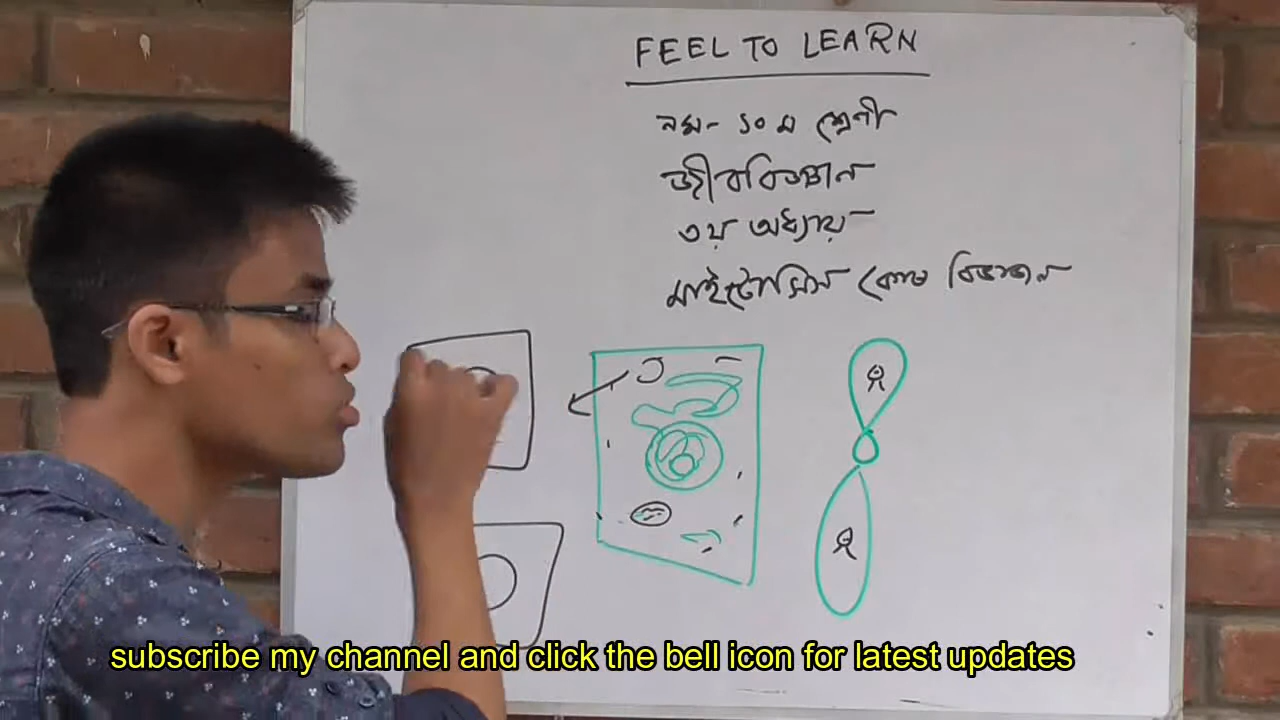 FEEL TO LEARN
নম- ১০ম শ্রেণী
জীববিজ্ঞান
৩য় অধ্যায়
মাইটোসিস কোষ বিভাজন
subscribe my channel and click the bell icon for latest updates